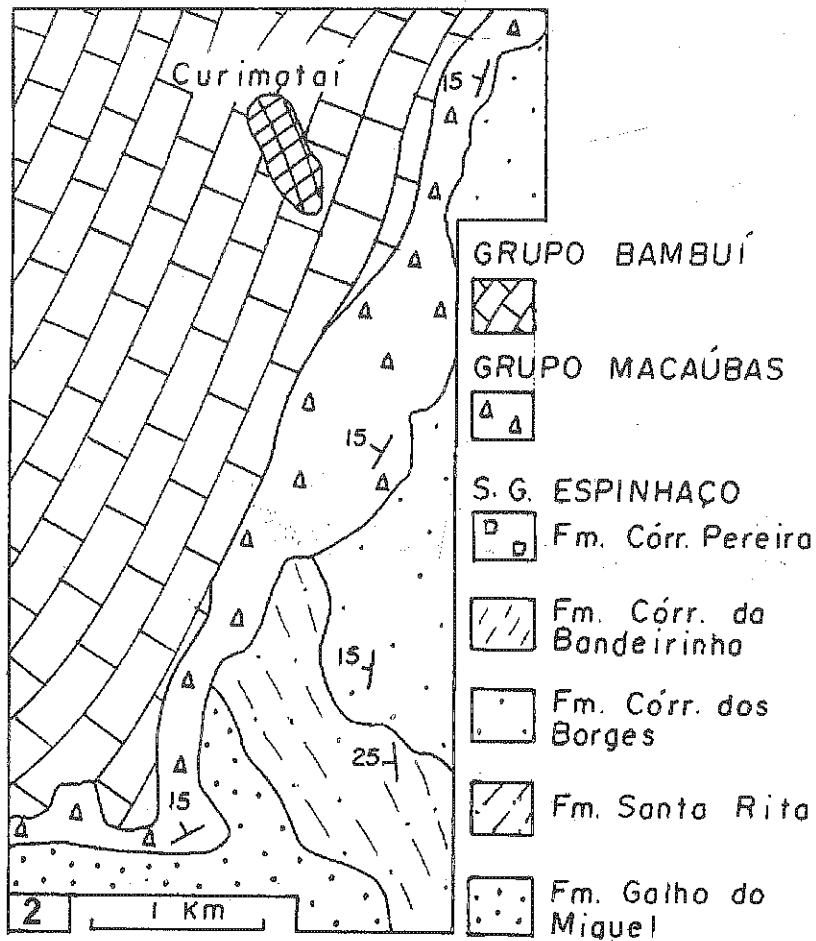 Curimataí
15
15
15
25
15
GRUPO BAMBUÍ
GRUPO MACAÚBAS
S. G. ESPINHAÇO
Fm. Córr. Pereira
Fm. Córr. da
Bandeirinha
Fm. Córr. dos
Borges
Fm. Santa Rita
Fm. Galho do
Miguel
2
1 Km